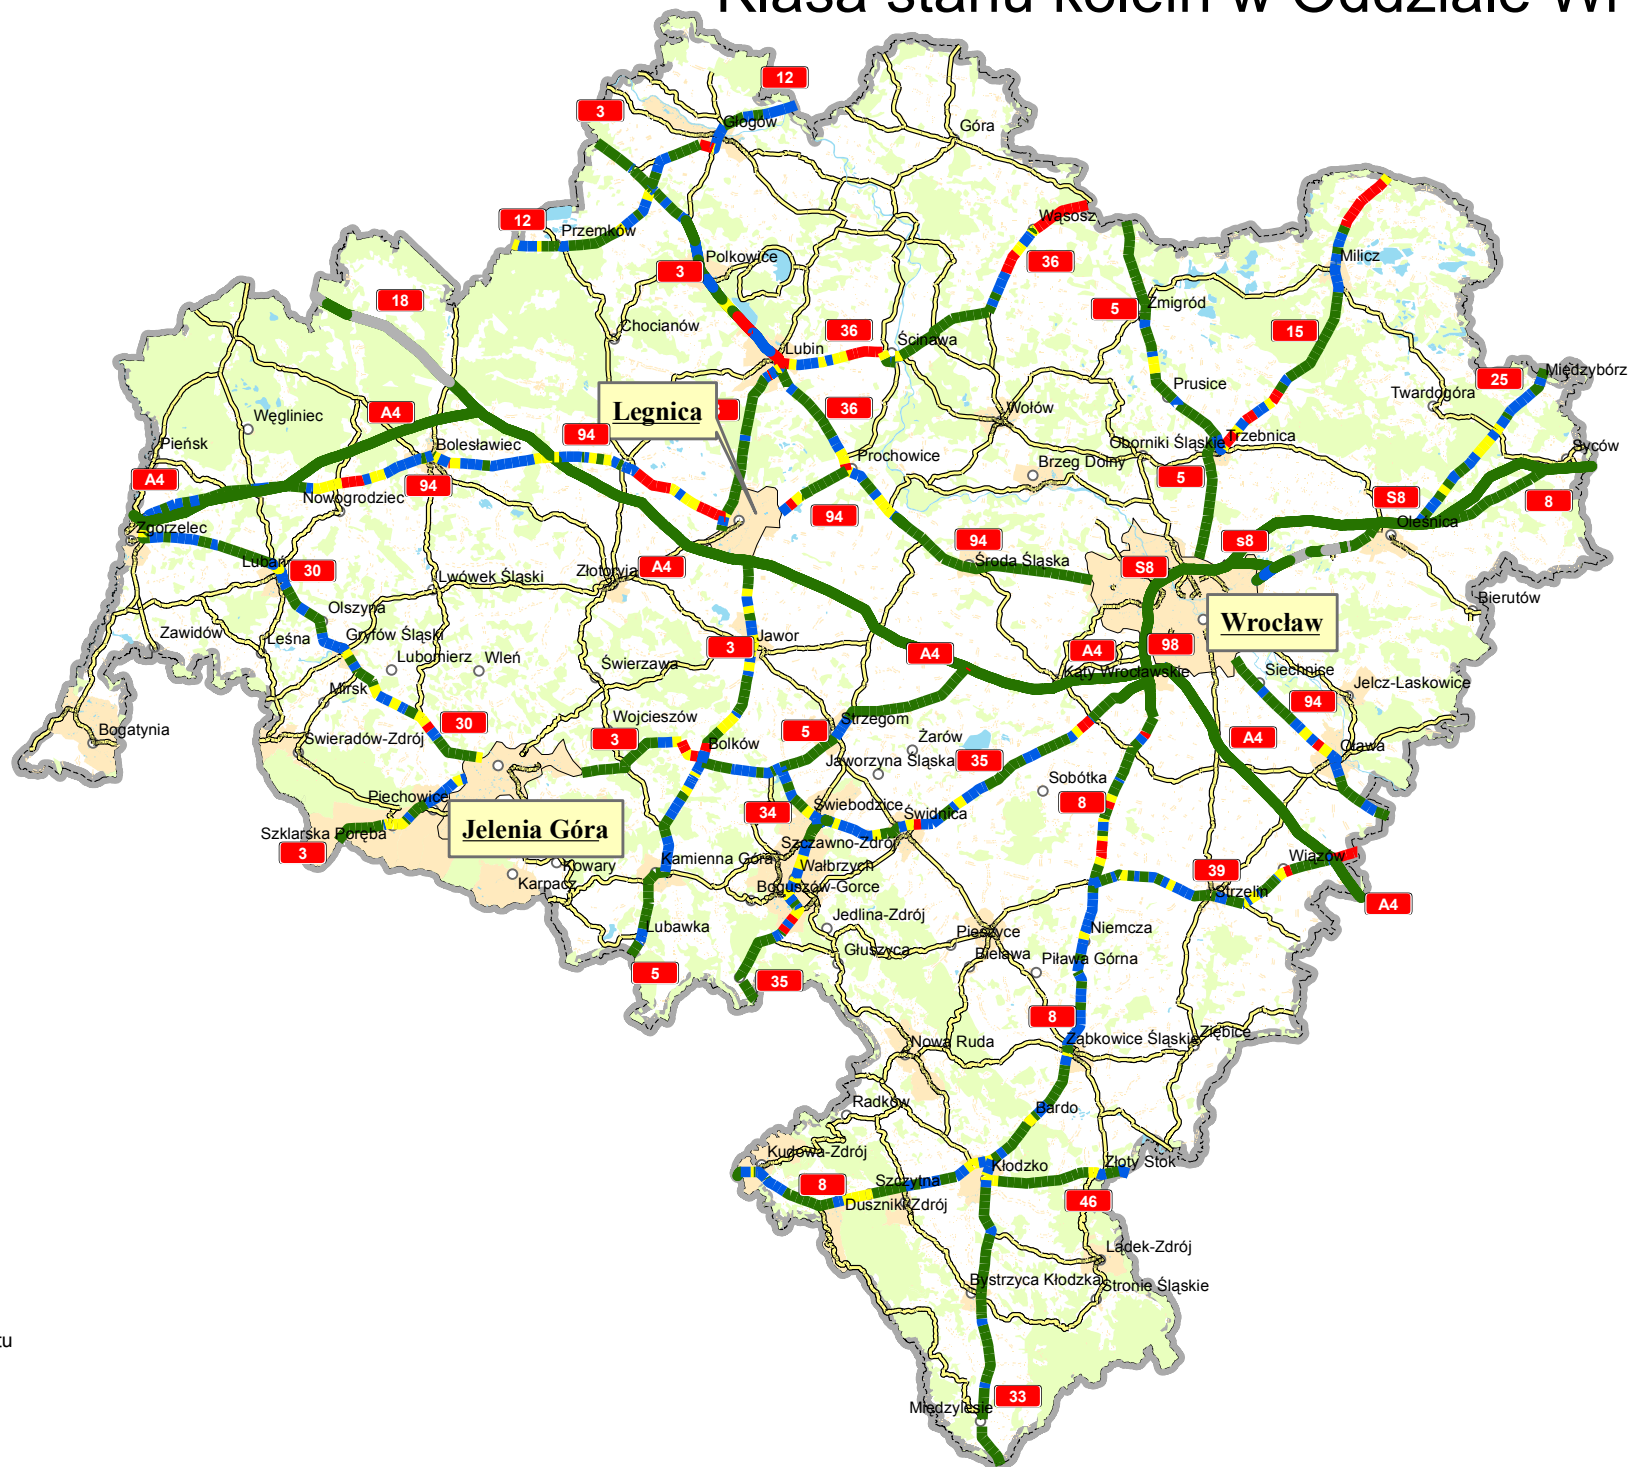 Klasa stanu kolein w Oddziale Wr
12
3
Głogów
Góra
12
Przemków
Wąsosz
36
Milicz
Polkowice
3
18
Żmigród
5
15
Chocianów
36
Lubin
Ścinawa
Międzybórz
25
Twardogóra
Prusice
Legnica
A4
Węgliniec
36
Wołów
94
Pieńsk
Bolesławiec
Oborniki Śląskie
Trzebnica
Syców
Prochowice
Brzeg Dolny
A4
94
5
S8
8
Nowogrodziec
94
Zgorzelec
Oleśnica
94
s8
Lubań
30
Środa Śląska
S8
A4
Złotoryja
Lwówek Śląski
Bierutów
Olszyna
Wrocław
Zawidów
Leśna
Gryfów Śląski
Jawor
3
98
A4
A4
Lubomierz
Wleń
Świerzawa
Kąty Wrocławskie
Siechnice
Jelcz-Laskowice
Mirsk
94
30
Wojcieszów
Strzegom
5
Bogatynia
Świeradów-Zdrój
3
Bolków
Żarów
A4
Oława
Jaworzyna Śląska
35
Sobótka
Piechowice
34
Świebodzice
Świdnica
8
Jelenia Góra
Szklarska Poręba
3
Szczawno-Zdrój
Kamienna Góra
Wałbrzych
Wiązów
Kowary
39
Karpacz
Boguszów-Gorce
Strzelin
A4
Jedlina-Zdrój
Lubawka
Pieszyce
Niemcza
Głuszyca
Bielawa
Piława Górna
5
35
8
Nowa Ruda
Ząbkowice Śląskie
Ziębice
Radków
Bardo
Kudowa-Zdrój
Kłodzko
Złoty Stok
8
Szczytna
46
Duszniki-Zdrój
Lądek-Zdrój
Bystrzyca Kłodzka
Stronie Śląskie
tu
33
Międzylesie